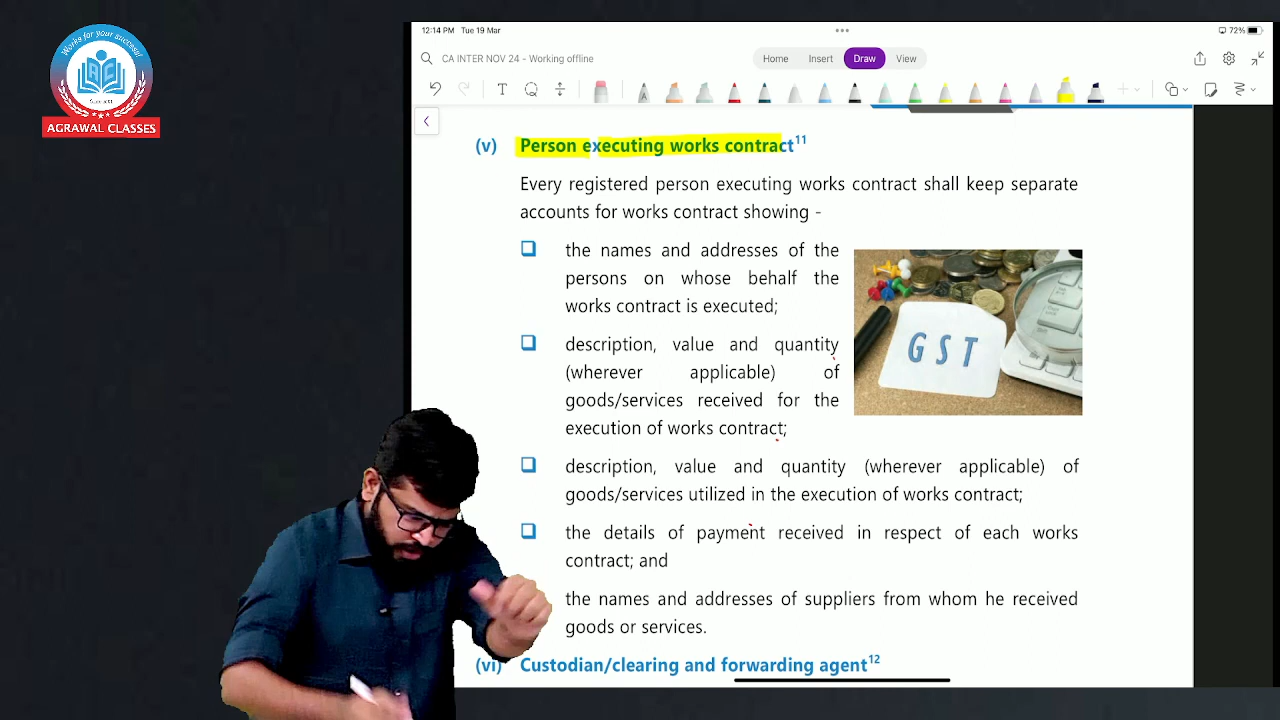 Works for your successful
AC
AGRAWAL CLASSES
12:14 PM Tue 19 Mar
72%
CA INTER NOV 24 - Working offline
Home Insert Draw View
(v) Person executing works contract11
Every registered person executing works contract shall keep separate
accounts for works contract showing -
the names and addresses of the
persons on whose behalf the
works contract is executed;
description, value and quantity
(wherever applicable) of
goods/services received for the
execution of works contract;
GST
description, value and quantity (wherever applicable) of
goods/services utilized in the execution of works contract;
the details of payment received in respect of each works
contract; and
the names and addresses of suppliers from whom he received
goods or services.
(vi) Custodian/clearing and forwarding agent12